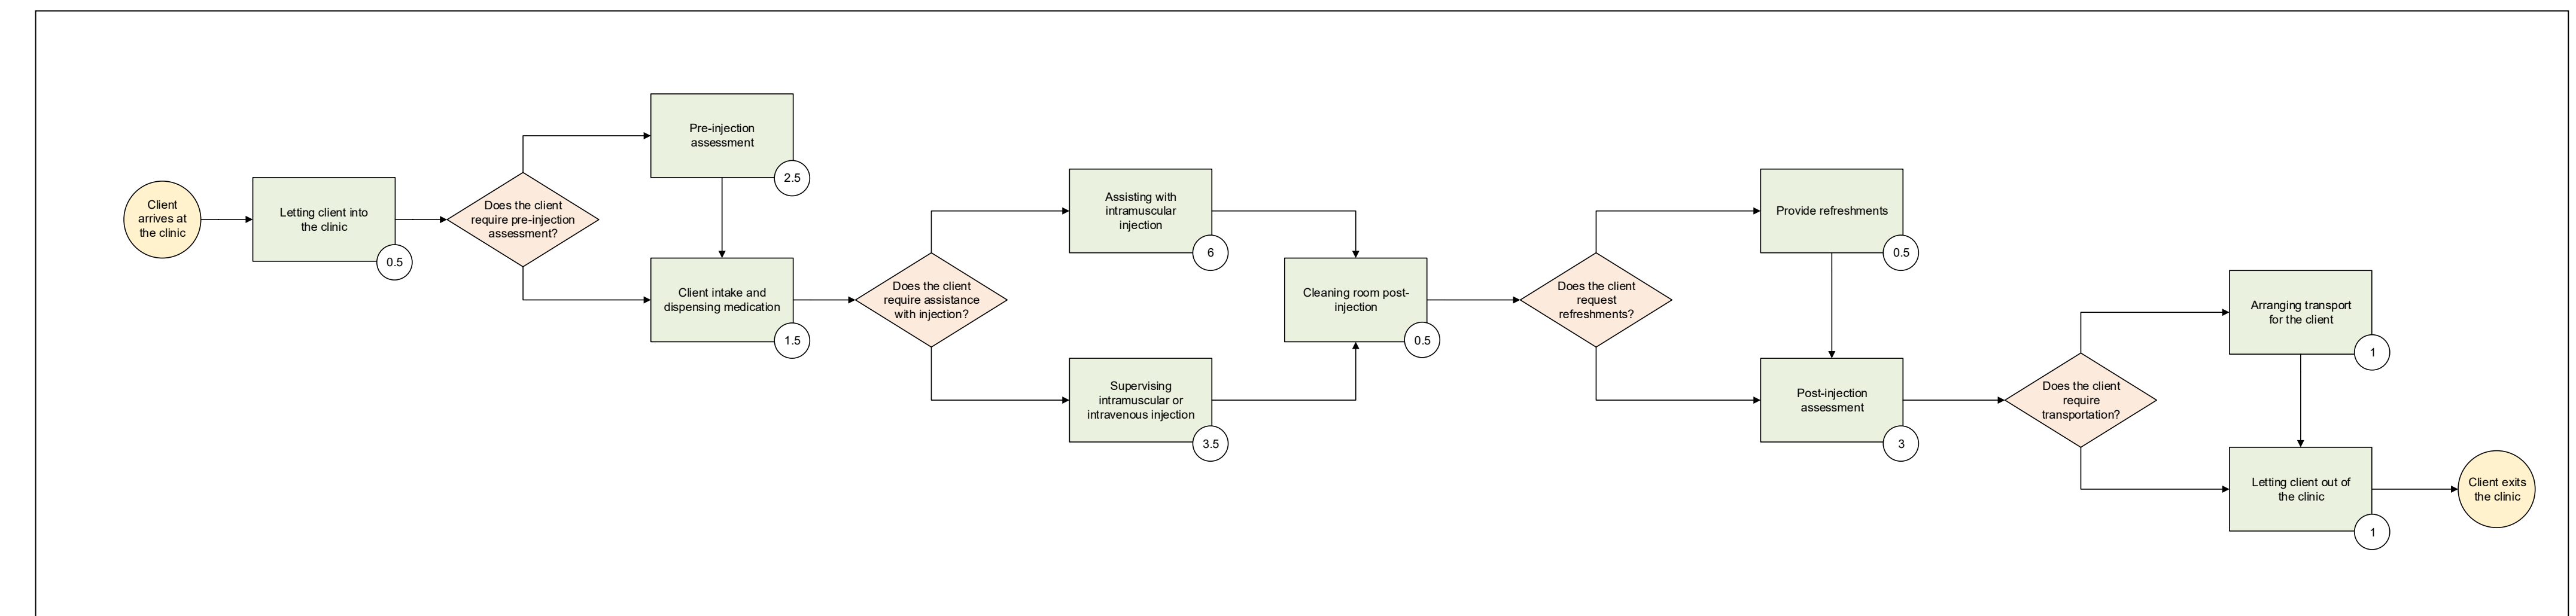 Client
arrives at
the clinic
Letting client into
the clinic
0.5
Does the client
require pre-injection
assessment?
Pre-injection
assessment
2.5
Client intake and
dispensing medication
1.5
Does the client
require assistance
with injection?
Assisting with
intramuscular
injection
6
Supervising
intramuscular or
intravenous injection
3.5
Cleaning room post-
injection
0.5
Does the client
request
refreshments?
Provide refreshments
0.5
Post-injection
assessment
3
Does the client
require
transportation?
Arranging transport
for the client
1
Letting client out of
the clinic
1
Client exits
the clinic